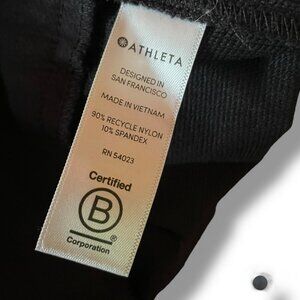 ATHLETA
DESIGNED IN
SAN FRANCISCO
MADE IN VIETNAM
90% RECYCLE NYLON
10% SPANDEX
RN 54023
Certified
B
®
Corporation